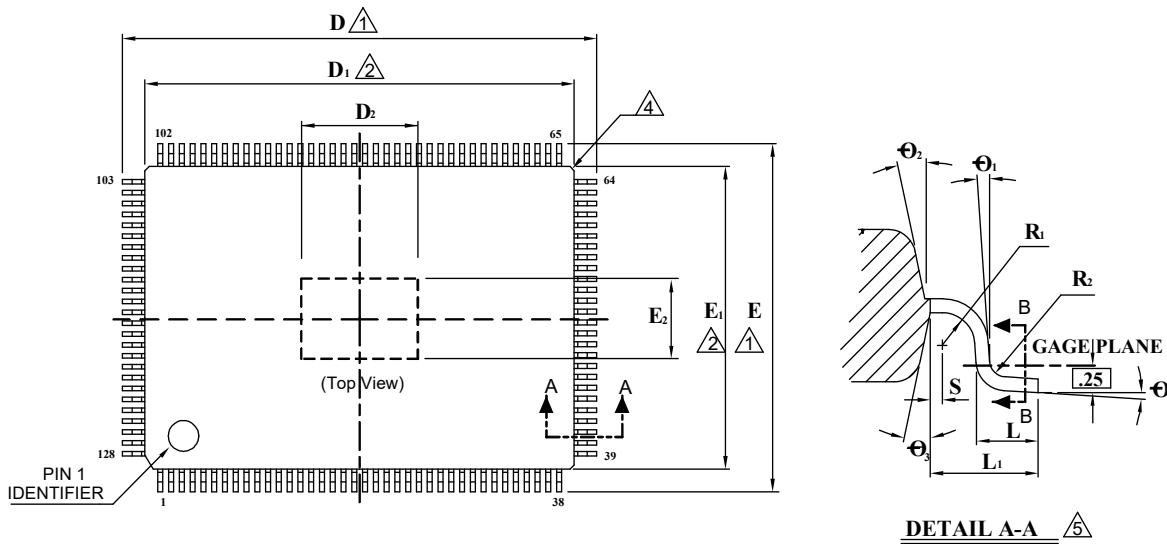 D 1
D1 2
D2
4
102
65
103
64
E2
E1
2
E
1
(Top View)
A
A
128
39
PIN 1
IDENTIFIER
1
38
Θ2
Θ1
R1
R2
B
GAGE PLANE
.25
Θ
S
B
L
Θ3
L1
DETAIL A-A 5